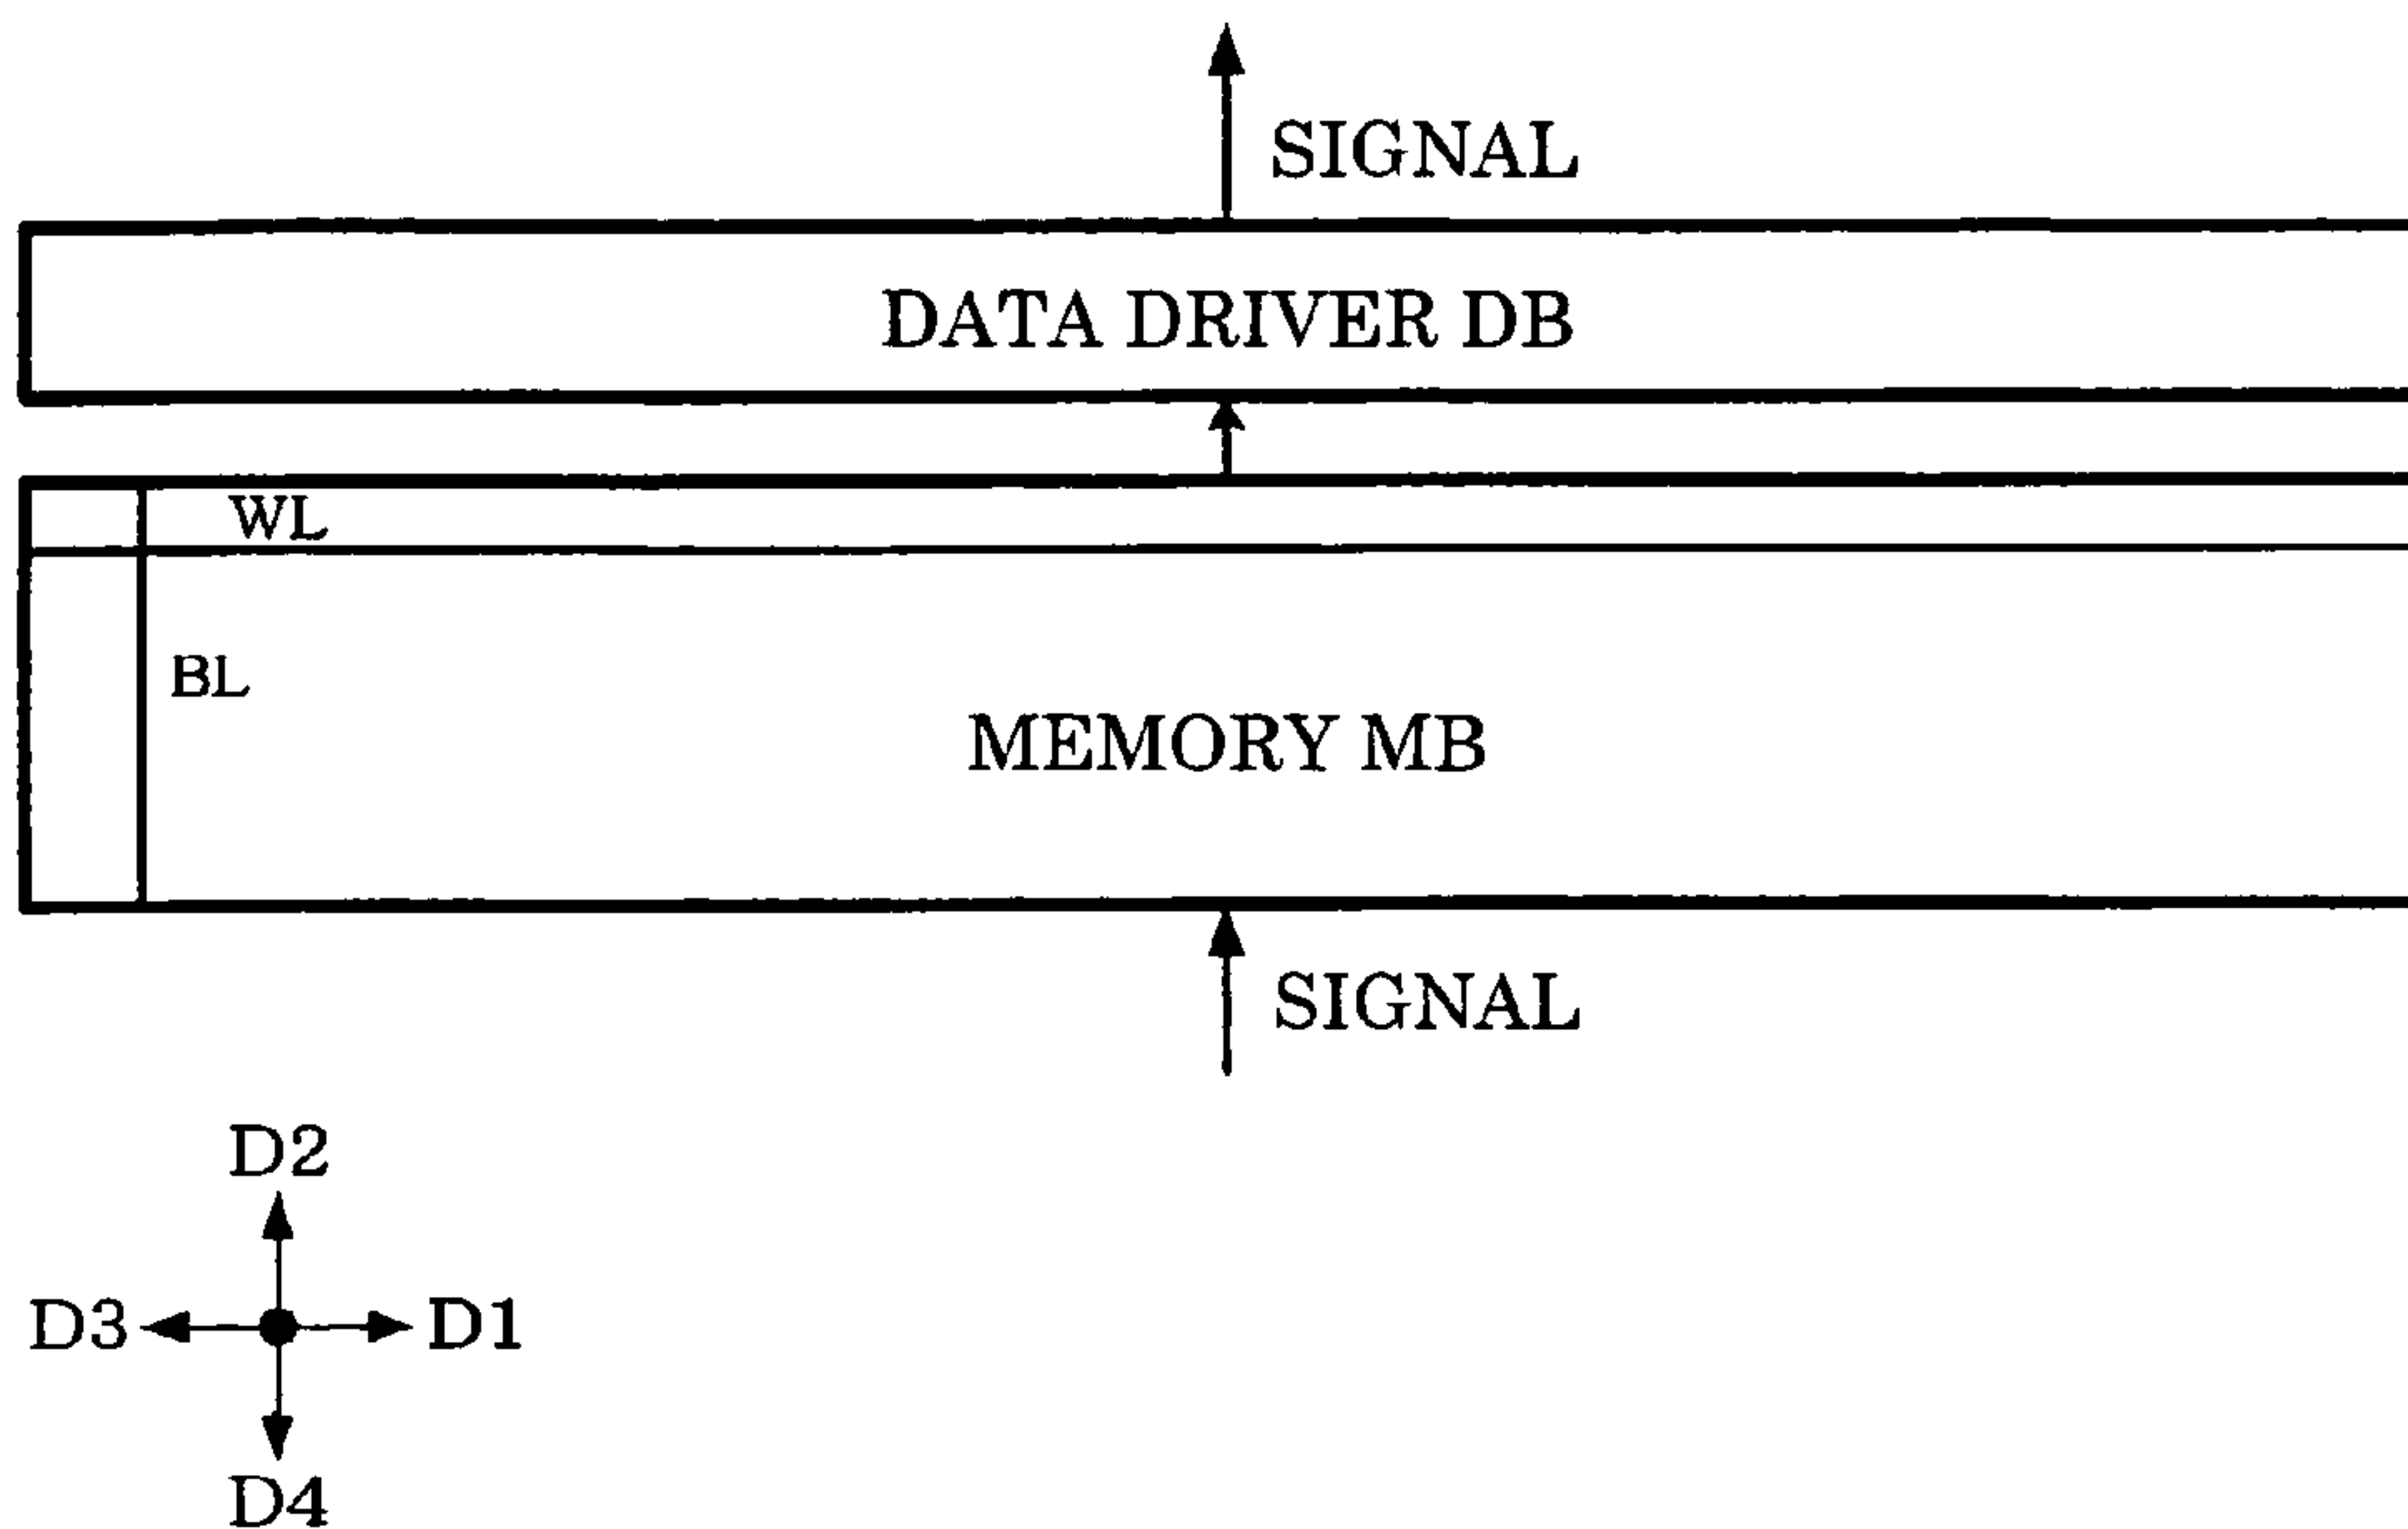 SIGNAL
DATA DRIVER DB
WL
BL
MEMORY MB
SIGNAL
D2
D3 D1
D4